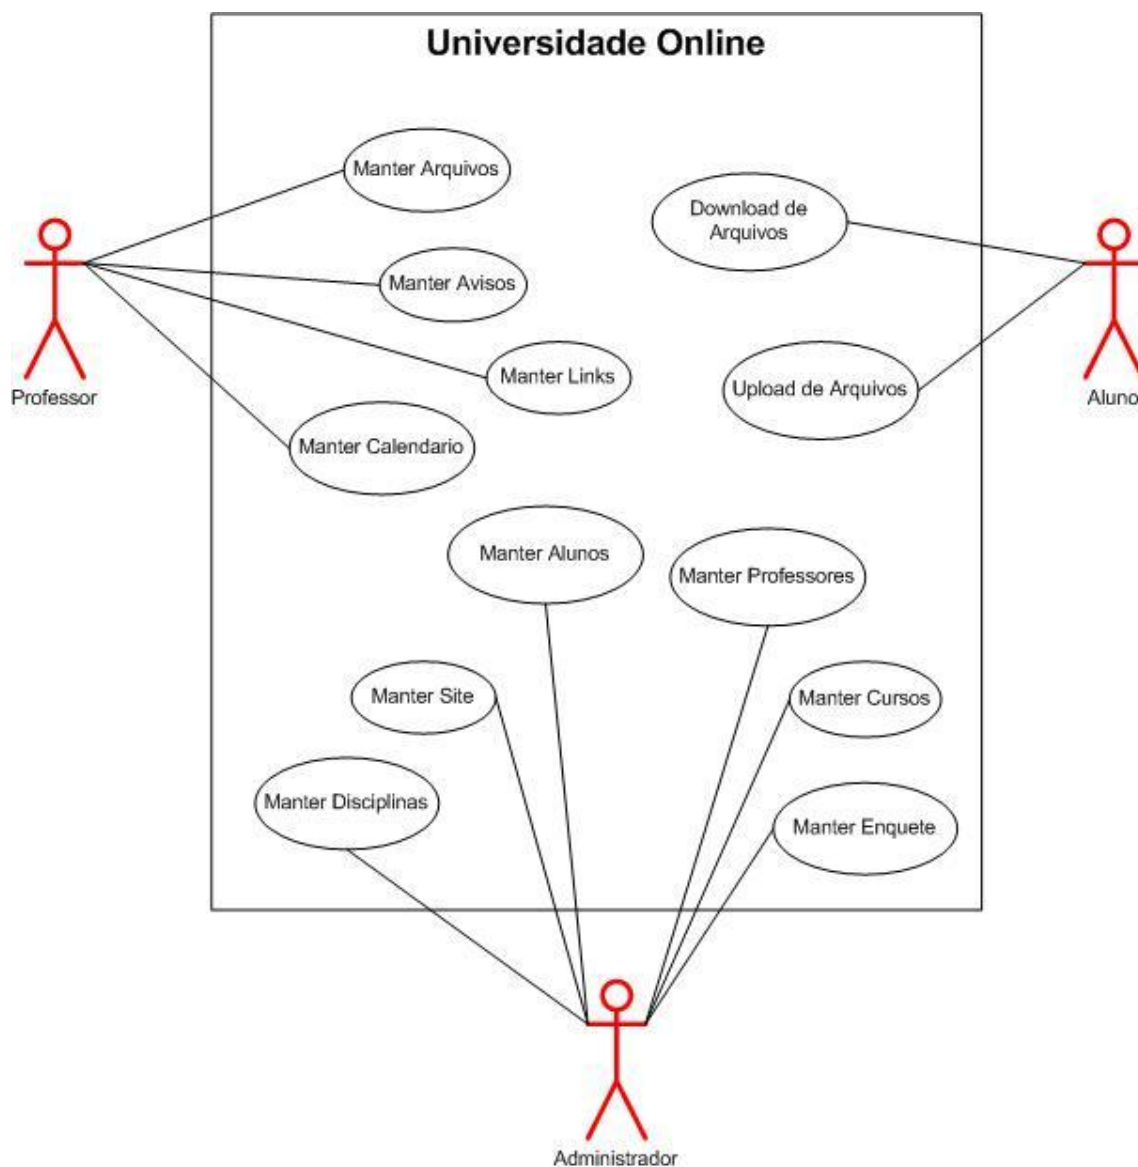 Universidade Online
Manter Arquivos
Download de
Arquivos
Manter Avisos
Manter Links
Upload de Arquivos
Professor
Aluno
Manter Calendario
Manter Alunos
Manter Professores
Manter Site
Manter Cursos
Manter Disciplinas
Manter Enquete
Administrador